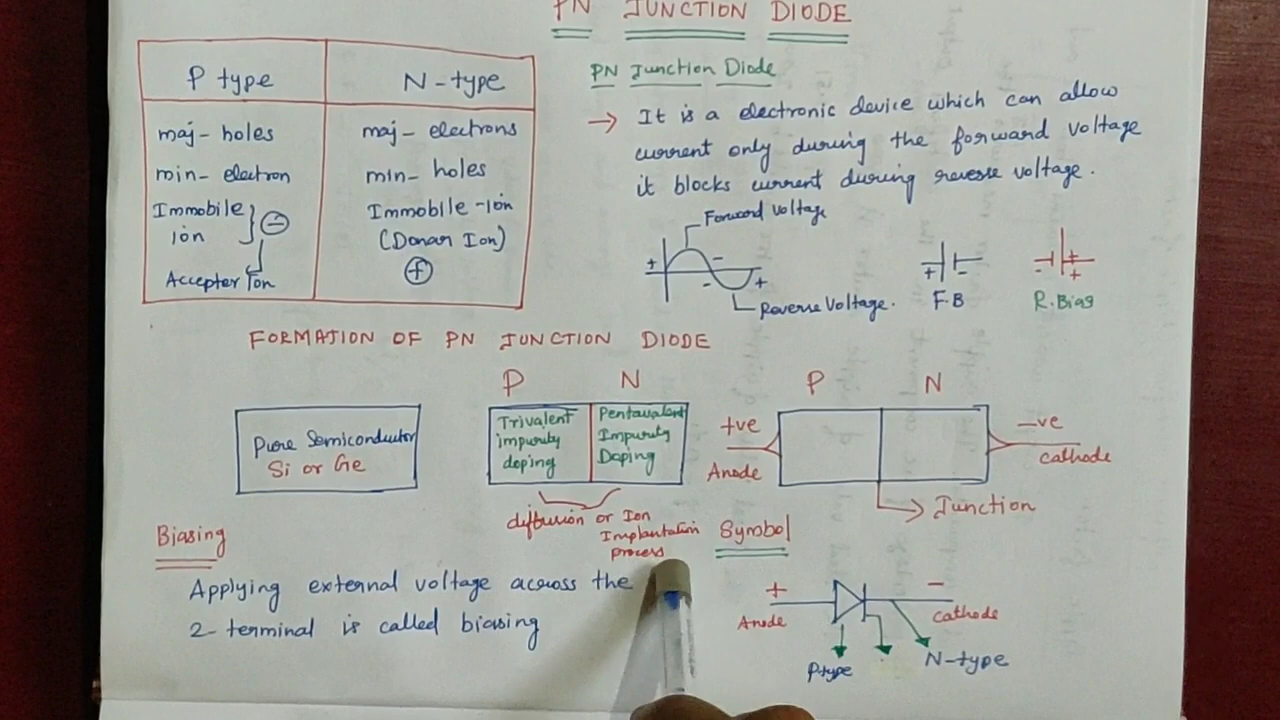 PN JUNCTION DIODE
P type
N-type
maj- holes
maj- electrons
min- electron
min- holes
Immobile
ion
-
Immobile -ion
(Donar Ion)
Accepter Ion
+
PN Junction Diode
→ It is a electronic device which can allow
current only during the forward voltage
it blocks current during reverse voltage.
Forward Voltage
+ -
- +
Reverse Voltage.
+ -
F.B
- +
+
R. Bias
FORMATION OF PN JUNCTION DIODE
Pure Semiconductor
Si or Ge
P N
Trivalent
impurity
doping
Pentavalent
Impurity
Doping
diffusion or Ion
Implantation
process
P N
+ve
Anode
-ve
Cathode
Junction
Biasing
Applying external voltage across the
2- terminal is called biasing
Symbol
+ -
Anode
Cathode
P-type
N-type